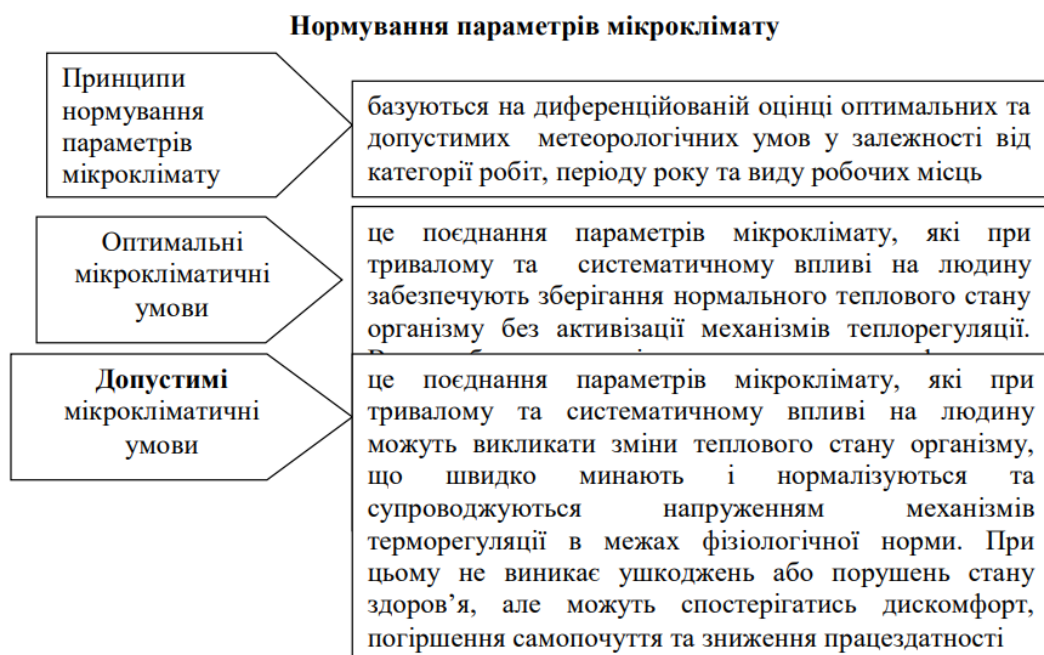 Нормування параметрів мікроклімату
Принципи
нормування
параметрів
мікроклімату
базуються на диференційованій оцінці оптимальних та
допустимих метеорологічних умов у залежності від
категорії робіт, періоду року та виду робочих місць
Оптимальні
мікрокліматичні
умови
це поєднання параметрів мікроклімату, які при
тривалому та систематичному впливі на людину
забезпечують зберігання нормального теплового стану
організму без активізації механізмів теплорегуляції.
Допустимі
мікрокліматичні
умови
це поєднання параметрів мікроклімату, які при
тривалому та систематичному впливі на людину
можуть викликати зміни теплового стану організму,
що швидко минають і нормалізуються та
супроводжуються напруженням механізмів
терморегуляції в межах фізіологічної норми. При
цьому не виникає ушкоджень або порушень стану
здоров’я, але можуть спостерігатись дискомфорт,
погіршення самопочуття та зниження працездатності